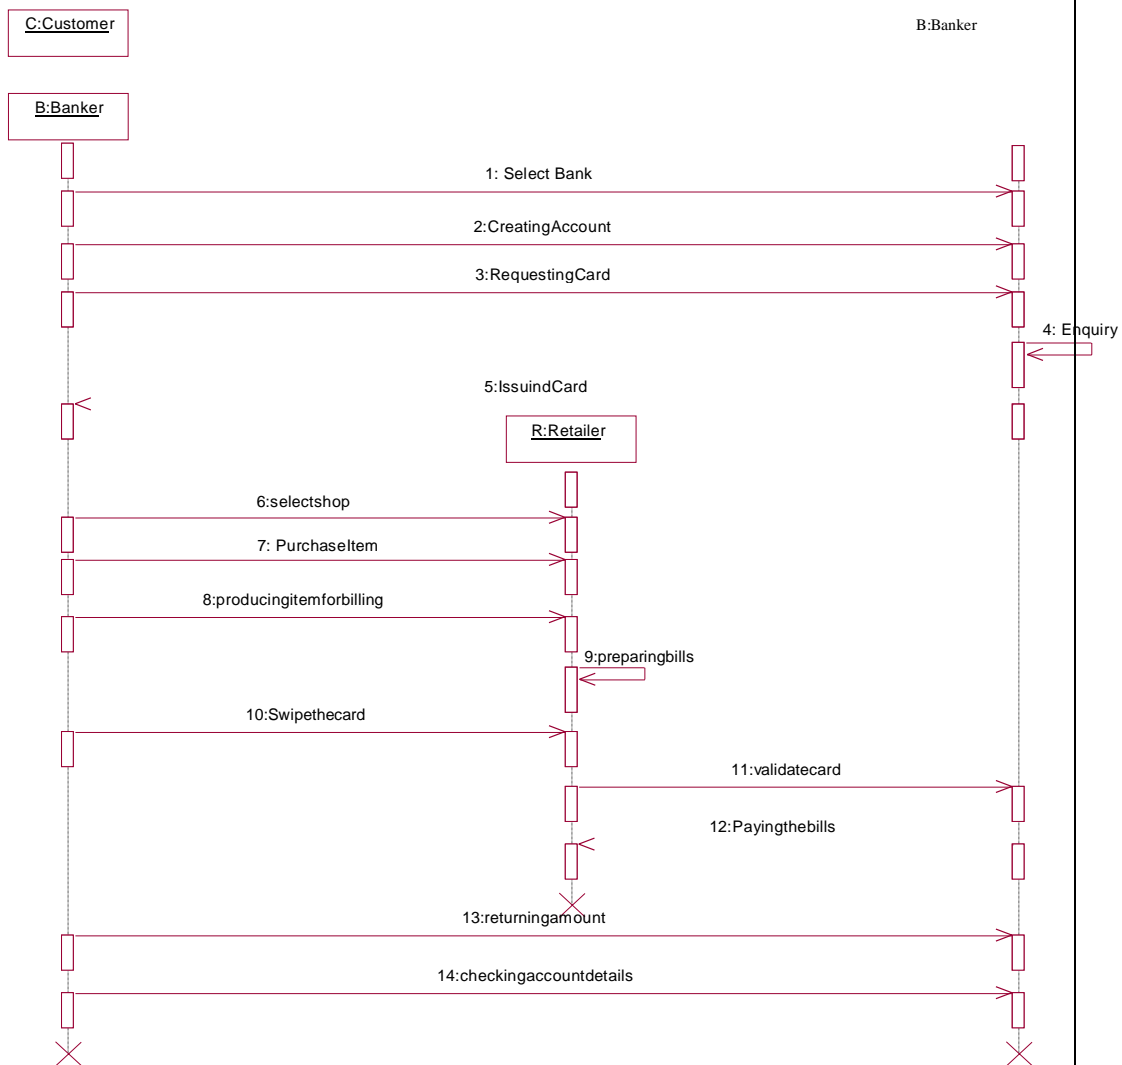 C:Customer
B:Banker
B:Banker
1: Select Bank
2:CreatingAccount
3:RequestingCard
4: Enquiry
5:IssuindCard
R:Retailer
6:selectshop
7: PurchaseItem
8:producingitemforbilling
9:preparingbills
10:Swipethecard
11:validatecard
12:Payingthebills
13:returningamount
14:checkingaccountdetails